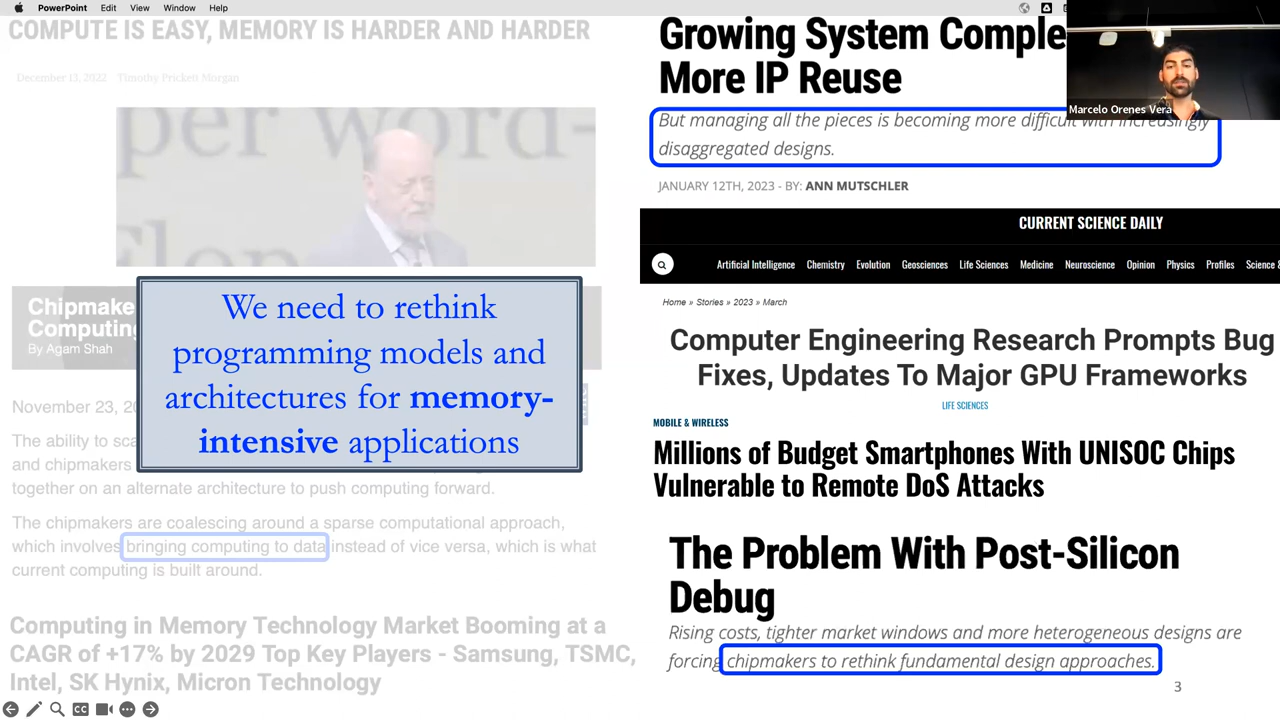 PowerPoint Edit View Window Help
COMPUTE IS EASY, MEMORY IS HARDER AND HARDER
December 13, 2022 Timothy Prickett Morgan
per word-
Chipmake
Computing
By Agam Shah
We need to rethink
programming models and
architectures for memory-
intensive applications
November 23, 20
The ability to sca
and chipmakers
together on an alternate architecture to push computing forward.
The chipmakers are coalescing around a sparse computational approach,
which involves bringing computing to data instead of vice versa, which is what
current computing is built around.
Computing in Memory Technology Market Booming at a
CAGR of +17% by 2029 Top Key Players - Samsung, TSMC,
Intel, SK Hynix, Micron Technology
Growing System Comple
More IP Reuse
Marcelo Orenes Vera
But managing all the pieces is becoming more difficult with increasingly
disaggregated designs.
JANUARY 12TH, 2023 - BY: ANN MUTSCHLER
CURRENT SCIENCE DAILY
Artificial Intelligence Chemistry Evolution Geosciences Life Sciences Medicine Neuroscience Opinion Physics Profiles Science &
Home » Stories » 2023 » March
Computer Engineering Research Prompts Bug
Fixes, Updates To Major GPU Frameworks
LIFE SCIENCES
MOBILE & WIRELESS
Millions of Budget Smartphones With UNISOC Chips
Vulnerable to Remote DoS Attacks
The Problem With Post-Silicon
Debug
Rising costs, tighter market windows and more heterogeneous designs are
forcing chipmakers to rethink fundamental design approaches.
3
CC